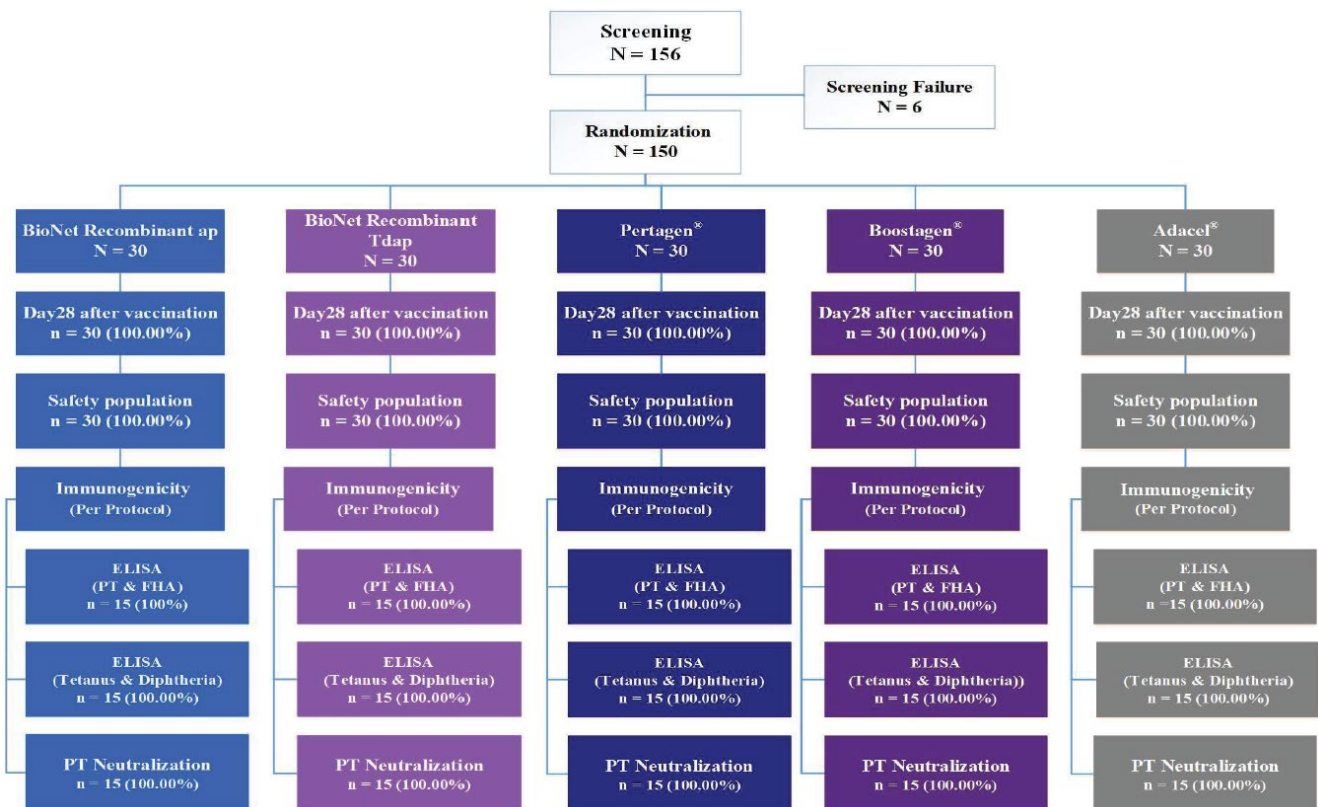 Screening
N = 156
Screening Failure
N = 6
Randomization
N = 150
BioNet Recombinant ap
N = 30
BioNet Recombinant
Tdap
N = 30
Pertagen®
N = 30
Boostagen®
N = 30
Adacel®
N = 30
Day28 after vaccination
n = 30 (100.00%)
Day28 after vaccination
n = 30 (100.00%)
Day28 after vaccination
n = 30 (100.00%)
Day28 after vaccination
n = 30 (100.00%)
Day28 after vaccination
n = 30 (100.00%)
Safety population
n = 30 (100.00%)
Safety population
n = 30 (100.00%)
Safety population
n = 30 (100.00%)
Safety population
n = 30 (100.00%)
Safety population
n = 30 (100.00%)
Immunogenicity
(Per Protocol)
Immunogenicity
(Per Protocol)
Immunogenicity
(Per Protocol)
Immunogenicity
(Per Protocol)
Immunogenicity
(Per Protocol)
ELISA
(PT & FHA)
n = 15 (100%)
ELISA
(PT & FHA)
n = 15 (100.00%)
ELISA
(PT & FHA)
n = 15 (100.00%)
ELISA
(PT & FHA)
n = 15 (100.00%)
ELISA
(PT & FHA)
n = 15 (100.00%)
ELISA
(Tetanus & Diphtheria)
n = 15 (100.00%)
ELISA
(Tetanus & Diphtheria)
n = 15 (100.00%)
ELISA
(Tetanus & Diphtheria)
n = 15 (100.00%)
ELISA
(Tetanus & Diphtheria))
n = 15 (100.00%)
ELISA
(Tetanus & Diphtheria)
n = 15 (100.00%)
PT Neutralization
n = 15 (100.00%)
PT Neutralization
n = 15 (100.00%)
PT Neutralization
n = 15 (100.00%)
PT Neutralization
n = 15 (100.00%)
PT Neutralization
n = 15 (100.00%)